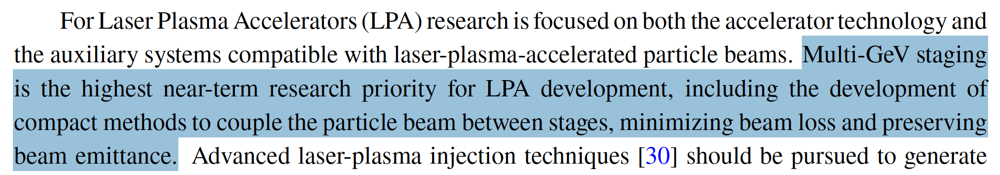 For Laser Plasma Accelerators (LPA) research is focused on both the accelerator technology and
the auxiliary systems compatible with laser-plasma-accelerated particle beams. Multi-GeV staging
is the highest near-term research priority for LPA development, including the development of
compact methods to couple the particle beam between stages, minimizing beam loss and preserving
beam emittance. Advanced laser-plasma injection techniques [30] should be pursued to generate